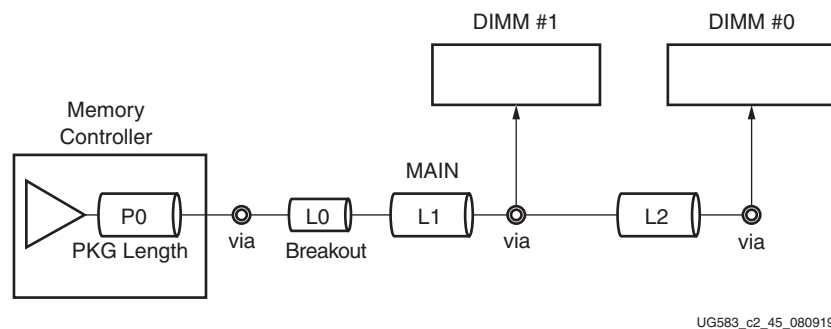 DIMM #1
DIMM #0
Memory
Controller
MAIN
P0
L0
L1
L2
PKG Length
via
Breakout
via
via
UG583_c2_45_080919